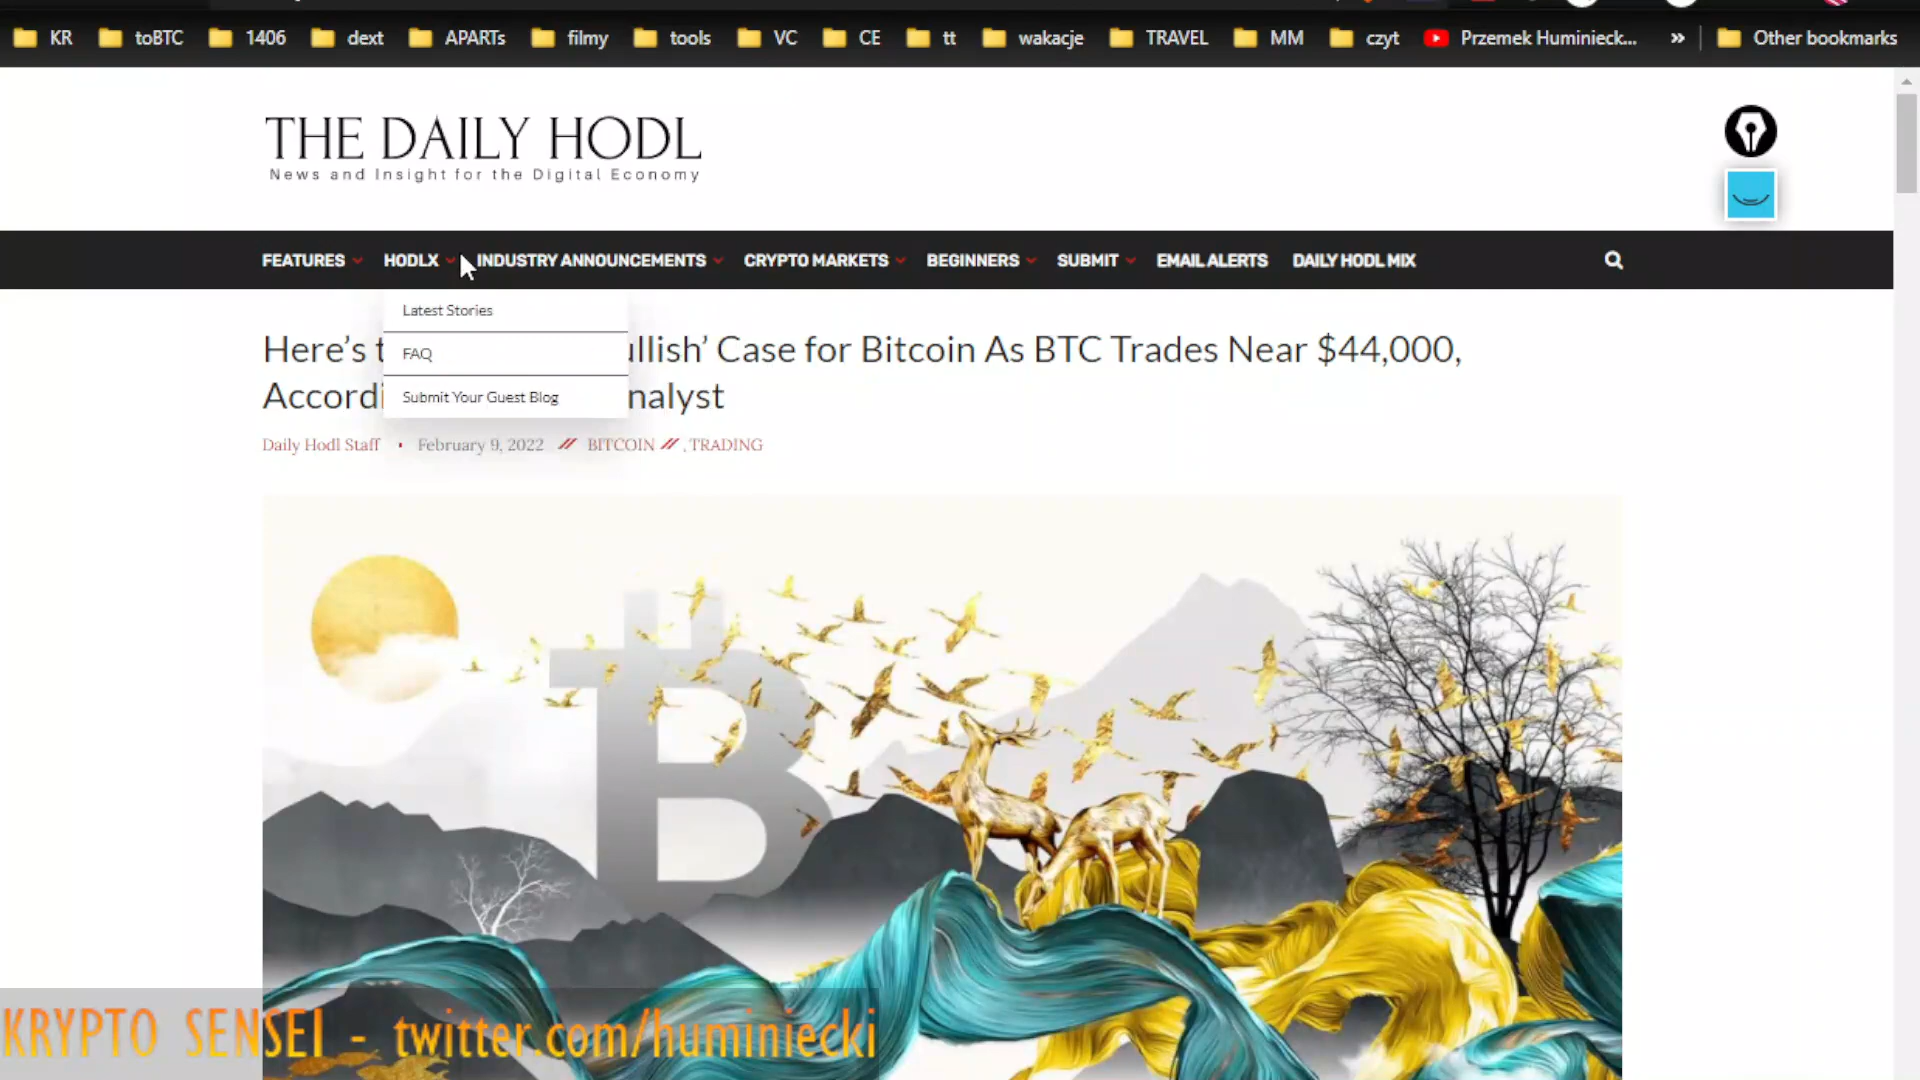 KR toBTC 1406 dext APARTs filmy tools VC CE tt wakacje TRAVEL MM czyt Przemek Huminieck... » Other bookmarks
THE DAILY HODL
News and Insight for the Digital Economy
FEATURES HODLX INDUSTRY ANNOUNCEMENTS CRYPTO MARKETS BEGINNERS SUBMIT EMAIL ALERTS DAILY HODL MIX
Latest Stories
FAQ
Submit Your Guest Blog
Here's t ullish' Case for Bitcoin As BTC Trades Near $44,000,
Accordi nalyst
Daily Hodl Staff • February 9, 2022 // BITCOIN // , TRADING
KRYPTO SENSEI - twitter.com/huminiecki